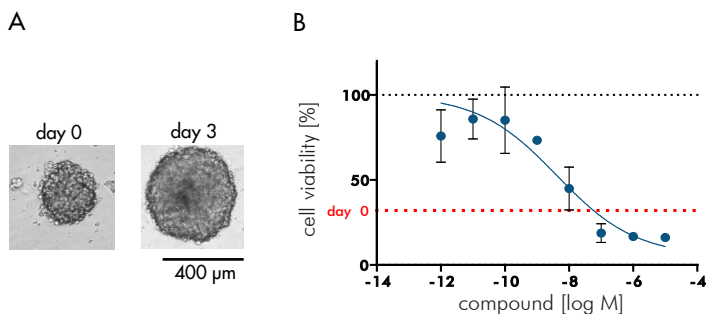 A
day 0
day 3
400 µm
B
cell viability [%]
100
50
day 0
0
-14
-12
-10
-8
-6
-4
compound [log M]